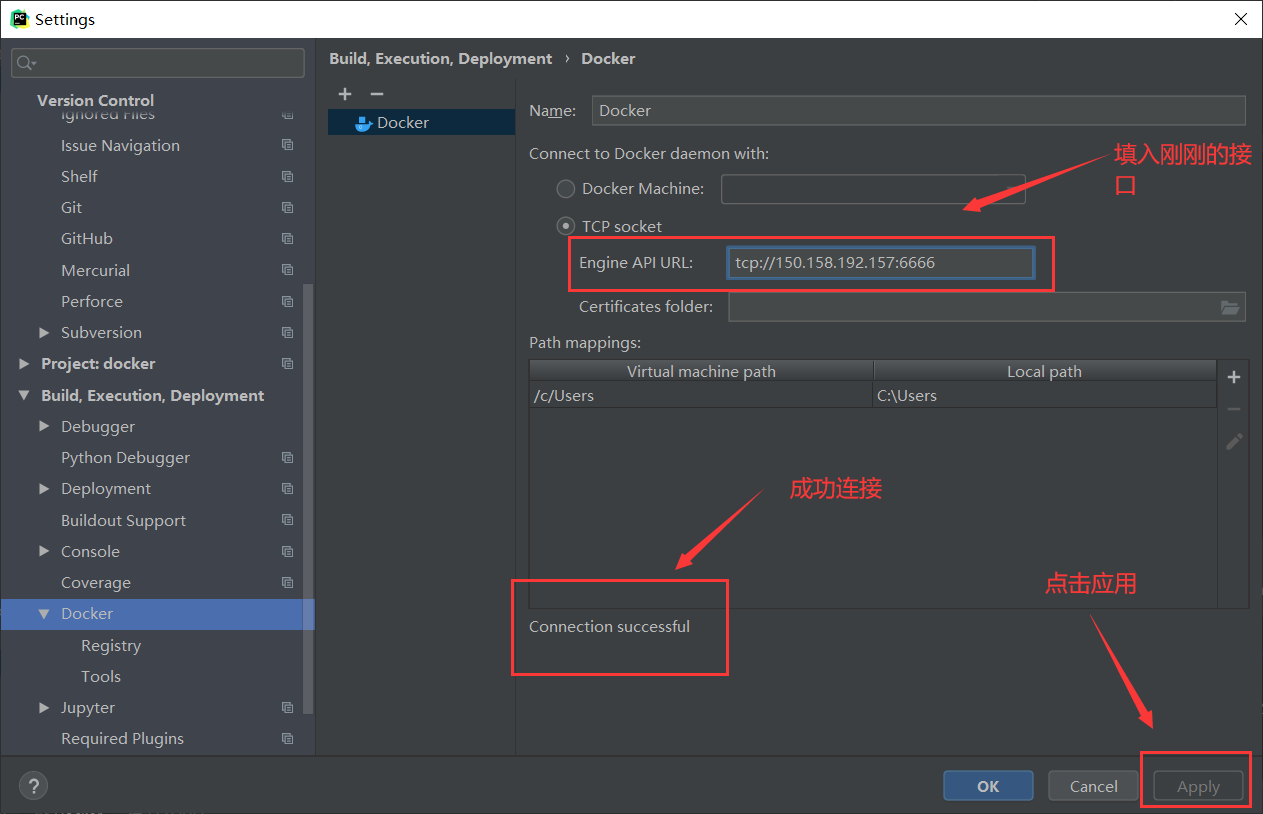 Settings
Build, Execution, Deployment › Docker
Version Control
Ignored Files
Issue Navigation
Shelf
Git
GitHub
Mercurial
Perforce
Subversion
Project: docker
Build, Execution, Deployment
Debugger
Python Debugger
Deployment
Buildout Support
Console
Coverage
Docker
Registry
Tools
Jupyter
Required Plugins
Docker
Name: Docker
Connect to Docker daemon with:
Docker Machine:
TCP socket
Engine API URL: tcp://150.158.192.157:6666
Certificates folder:
填入刚刚的接
口
Path mappings:
Virtual machine path Local path
/c/Users C:\Users
成功连接
点击应用
Connection successful
? OK Cancel Apply